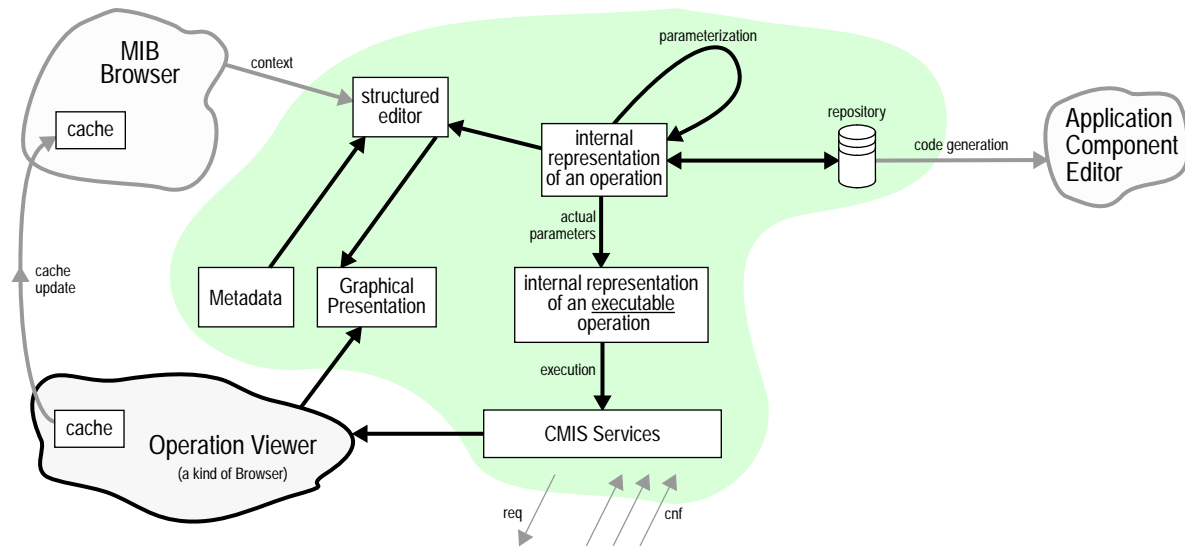 MIB
Browser
cache
context
parameterization
structured
editor
internal
representation
of an operation
repository
code generation
Application
Component
Editor
actual
parameters
cache
update
Metadata
Graphical
Presentation
internal representation
of an executable
operation
execution
cache
Operation Viewer
(a kind of Browser)
CMIS Services
req
cnf